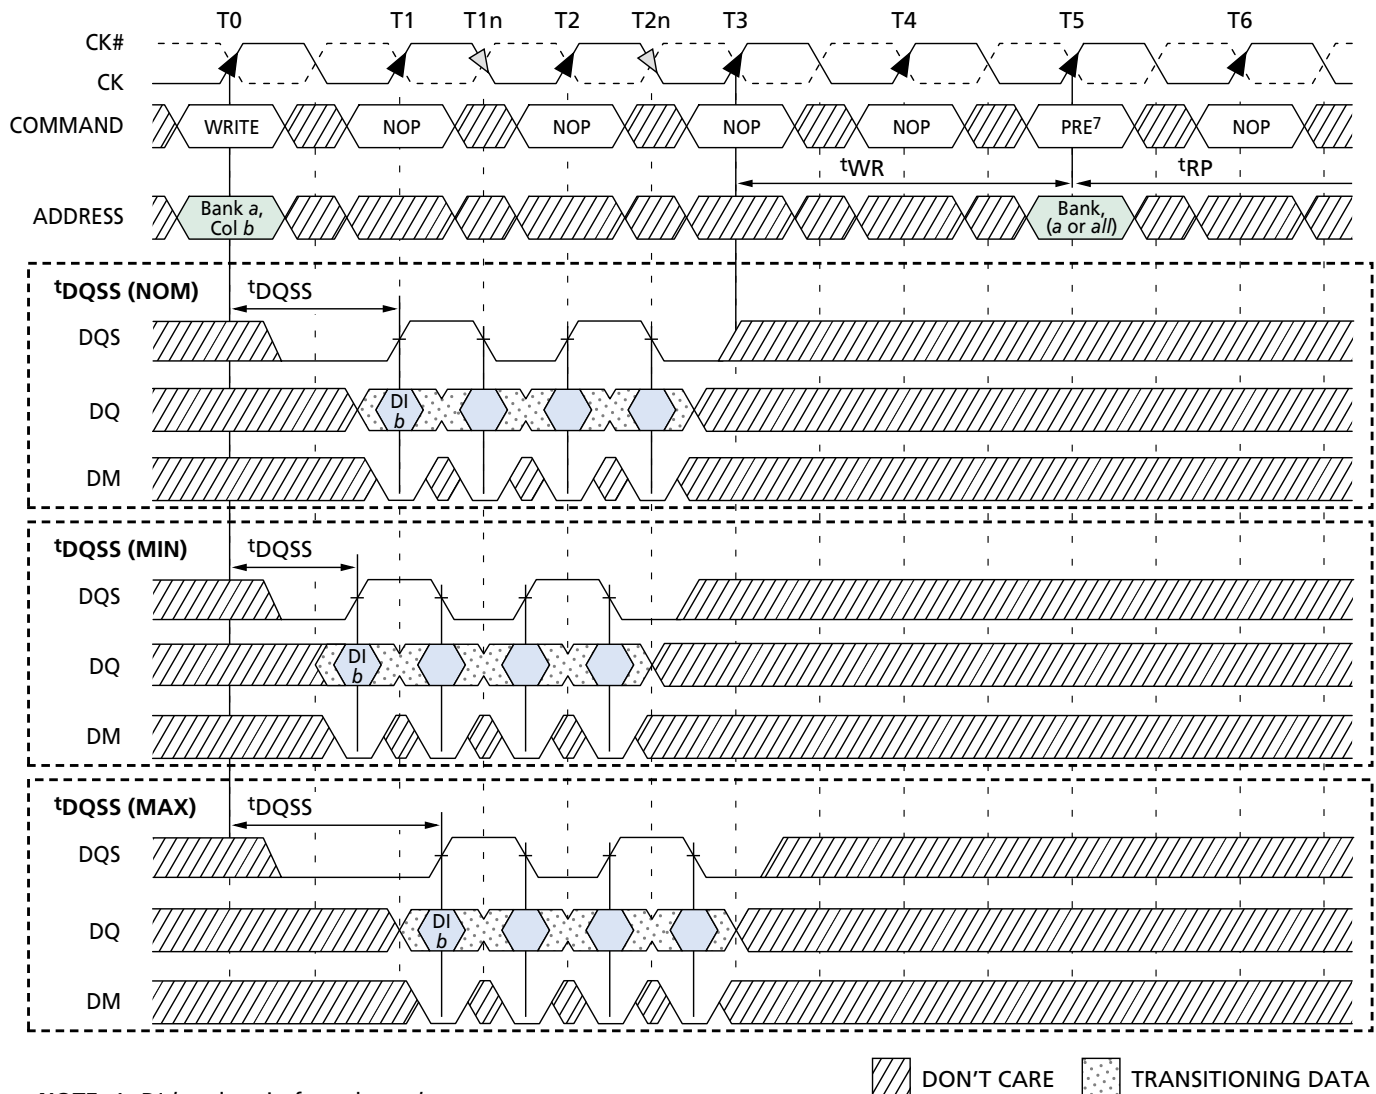 T0 T1 T1n T2 T2n T3 T4 T5 T6
CK#
CK
COMMAND WRITE NOP NOP NOP NOP PRE7 NOP
tWR tRP
ADDRESS Bank a, Col b Bank, (a or all)
tDQSS (NOM) tDQSS
DQS
DQ DI b
DM
tDQSS (MIN) tDQSS
DQS
DQ DI b
DM
tDQSS (MAX) tDQSS
DQS
DQ DI b
DM
DON'T CARE TRANSITIONING DATA